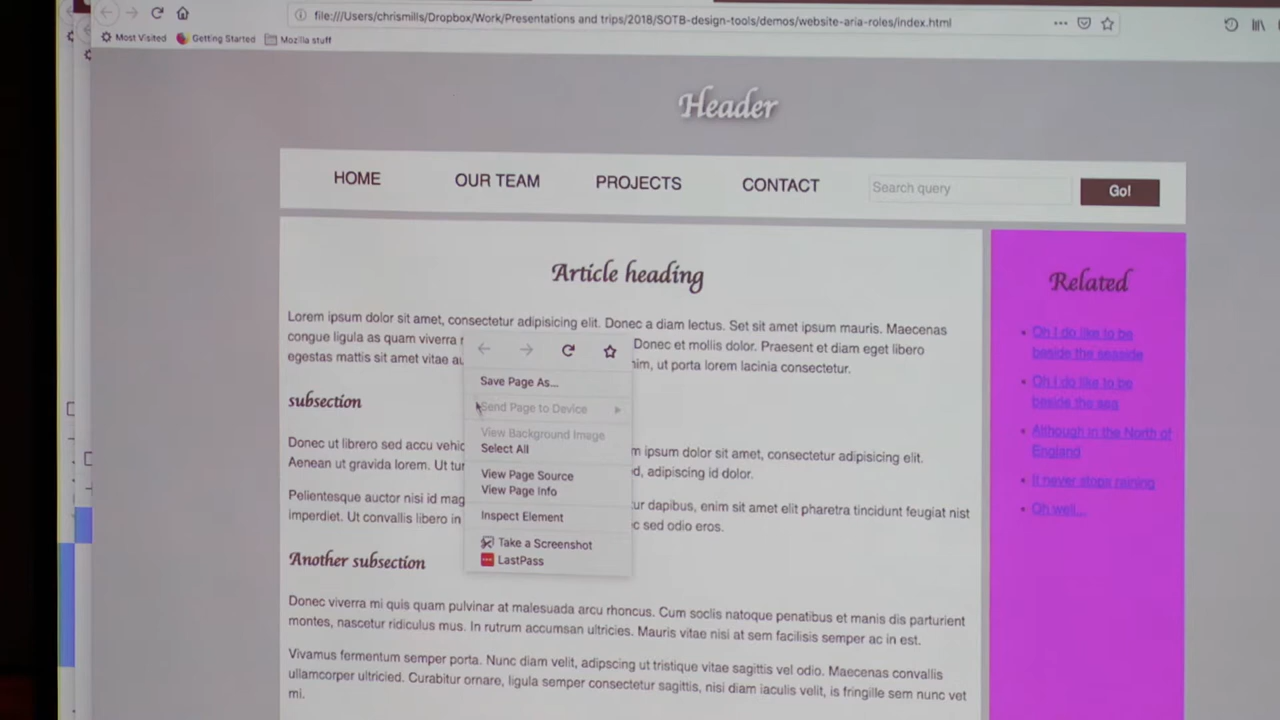 file:///Users/chrismills/Dropbox/Work/Presentations and trips/2018/SOTB-design-tools/demos/website-aria-roles/index.html
Most Visited Getting Started Mozilla stuff
Header
HOME OUR TEAM PROJECTS CONTACT Search query Go!
Article heading
Lorem ipsum dolor sit amet, consectetur adipisicing elit. Donec a diam lectus. Set sit amet ipsum mauris. Maecenas
congue ligula as quam viverra Donec et mollis dolor. Praesent et diam eget libero
egestas mattis sit amet vitae ut porta lorem lacinia consectetur.
Save Page As...
Send Page to Device
View Background Image
Select All
View Page Source
View Page Info
Inspect Element
Take a Screenshot
LastPass
subsection
Donec ut librero sed accu ipsum dolor sit amet, consectetur adipisicing elit.
Aenean ut gravida lorem. Ut adipiscing id dolor.
Pellentesque auctor nisi id dapibus, enim sit amet elit pharetra tincidunt feugiat nist
imperdiet. Ut convallis libero in sed odio eros.
Another subsection
Donec viverra mi quis quam pulvinar at malesuada arcu rhoncus. Cum soclis natoque penatibus et manis dis parturient
montes, nascetur ridiculus mus. In rutrum accumsan ultricies. Mauris vitae nisi at sem facilisis semper ac in est.
Vivamus fermentum semper porta. Nunc diam velit, adipscing ut tristique vitae sagittis vel odio. Maecenas convallis
ullamcorper ultricied. Curabitur ornare, ligula semper consectetur sagittis, nisi diam iaculis velit, is fringille sem nunc vet
mi.
Related
Oh I do like to be
beside the seaside
Oh I do like to be
beside the sea
Although in the North of
England
It never stops raining
Oh well...